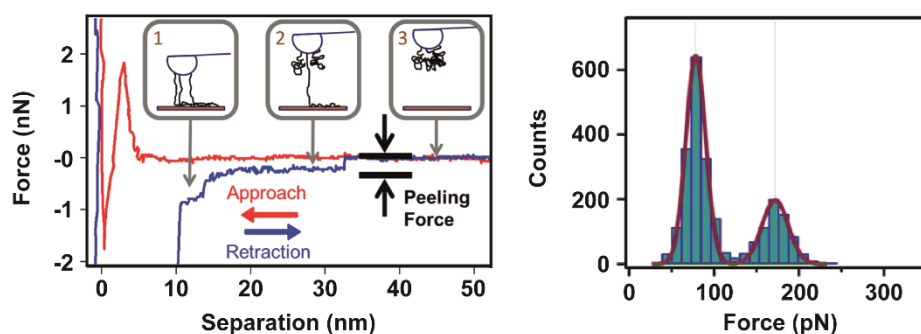 2
1
-0
-1
-2
Force (nN)
1
2
3
Approach
Retraction
Peeling
Force
0
10
20
30
40
50
Separation (nm)
600
400
200
0
Counts
0
100
200
300
Force (pN)